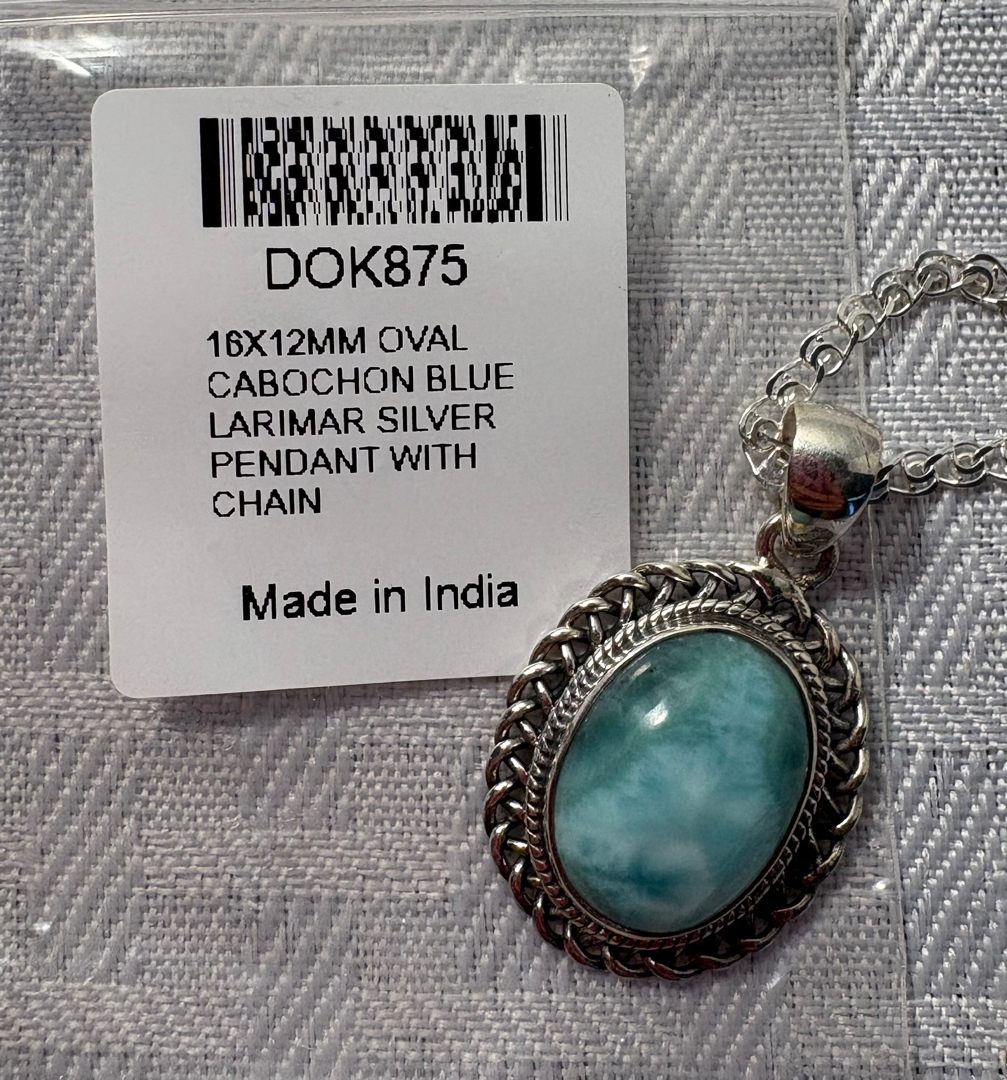 DOK875
16X12MM OVAL
CABOCHON BLUE
LARIMAR SILVER
PENDANT WITH
CHAIN
Made in India